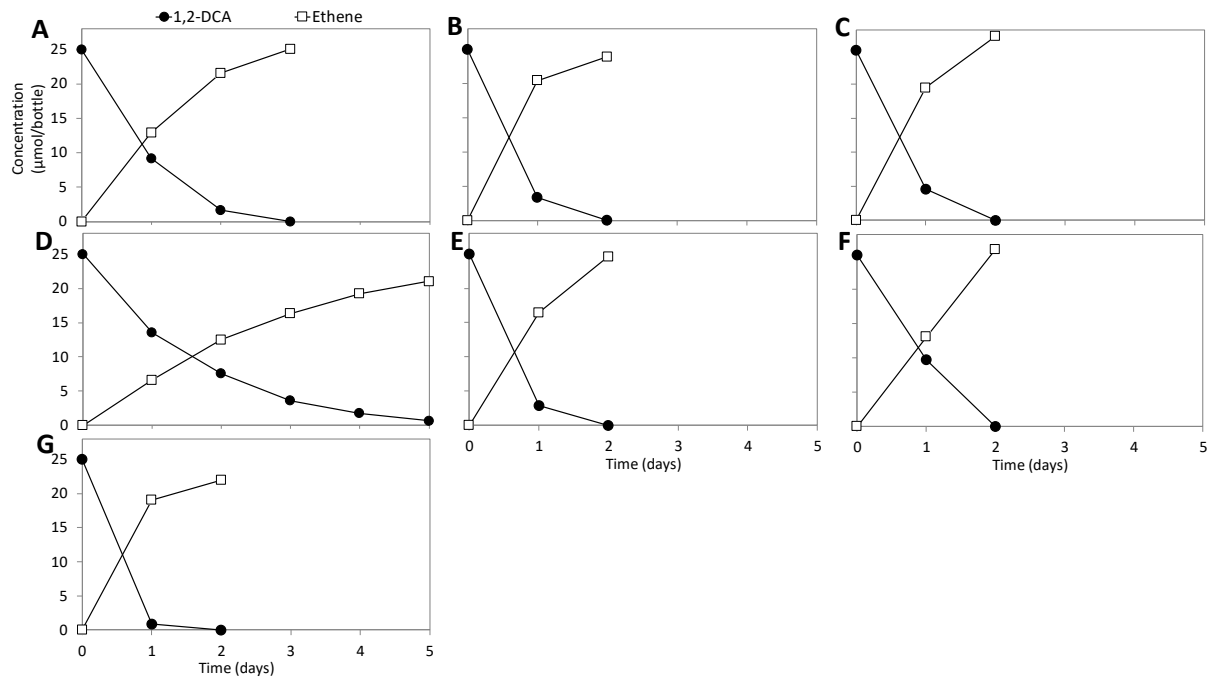 1,2-DCA Ethene
A B C
Concentration
(µmol/bottle)
25
20
15
10
5
0
D E F
25
20
15
10
5
0
0 1 2 3 4 5 0 1 2 3 4 5
Time (days) Time (days)
G
25
20
15
10
5
0
0 1 2 3 4 5
Time (days)